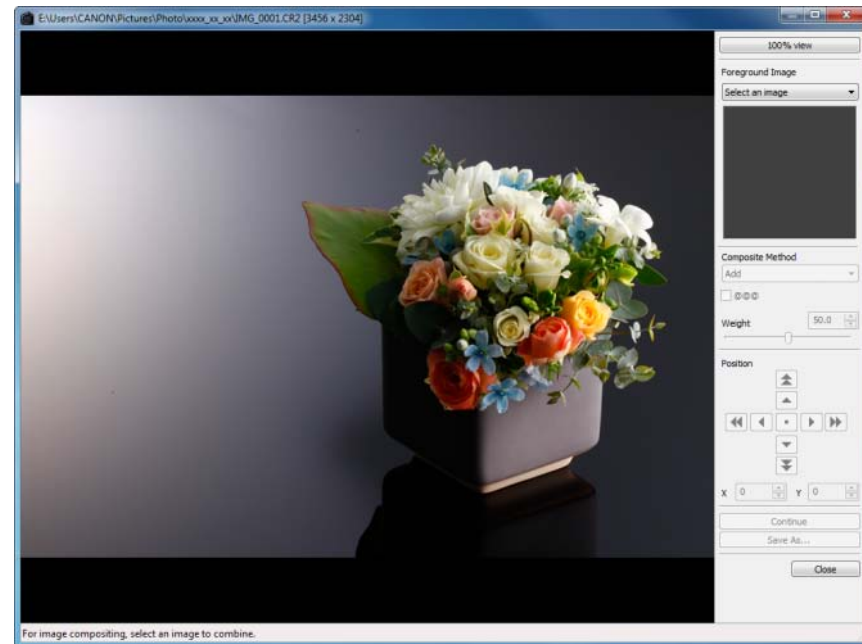 E:\Users\CANON\Pictures\Photo\xxxx_xx_xx\IMG_0001.CR2 [3456 x 2304]
100% view
Foreground Image
Select an image
Composite Method
Add
Weight
50.0
Position
X 0 Y 0
Continue
Save As...
Close
For image compositing, select an image to combine.